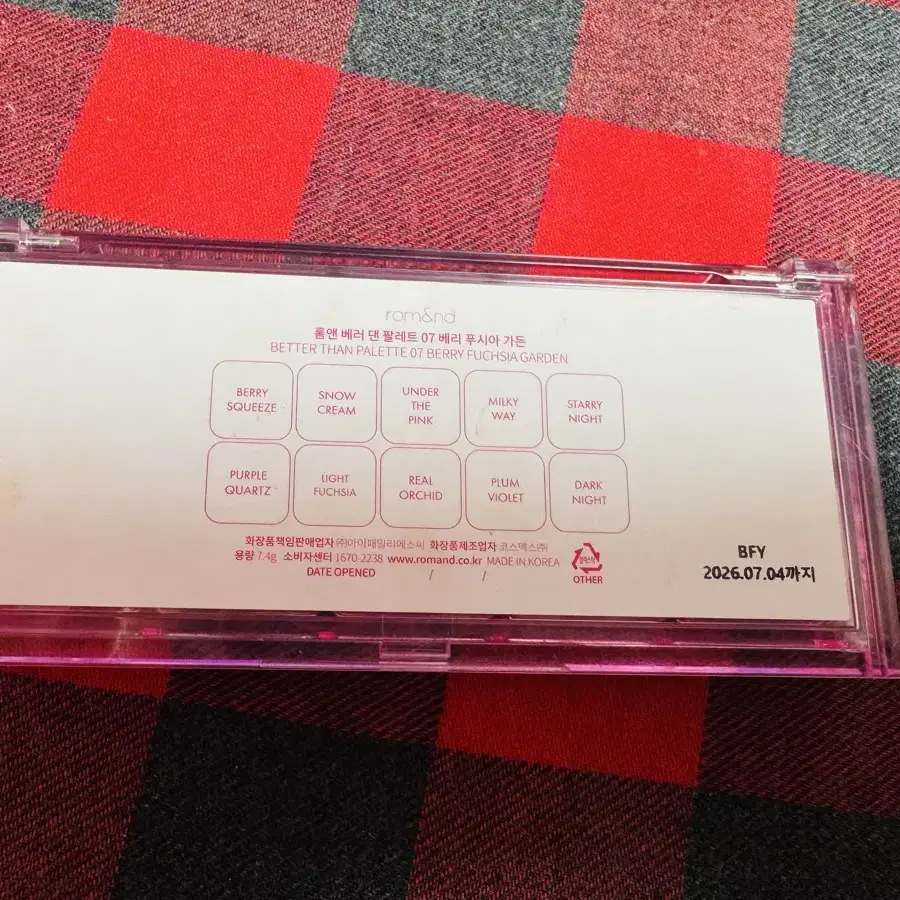 rom&nd
롬앤 베러 댄 팔레트 07 베리 푸시아 가든
BETTER THAN PALETTE 07 BERRY FUCHSIA GARDEN
BERRY
SQUEEZE
SNOW
CREAM
UNDER
THE
PINK
MILKY
WAY
STARRY
NIGHT
PURPLE
QUARTZ
LIGHT
FUCHSIA
REAL
ORCHID
PLUM
VIOLET
DARK
NIGHT
화장품책임판매업자 ㈜아이패밀리에스씨 화장품제조업자 코스맥스㈜
용량 7.4g 소비자센터 1670-2238 www.romand.co.kr MADE IN KOREA
DATE OPENED / /
OTHER
BFY
2026.07.04까지